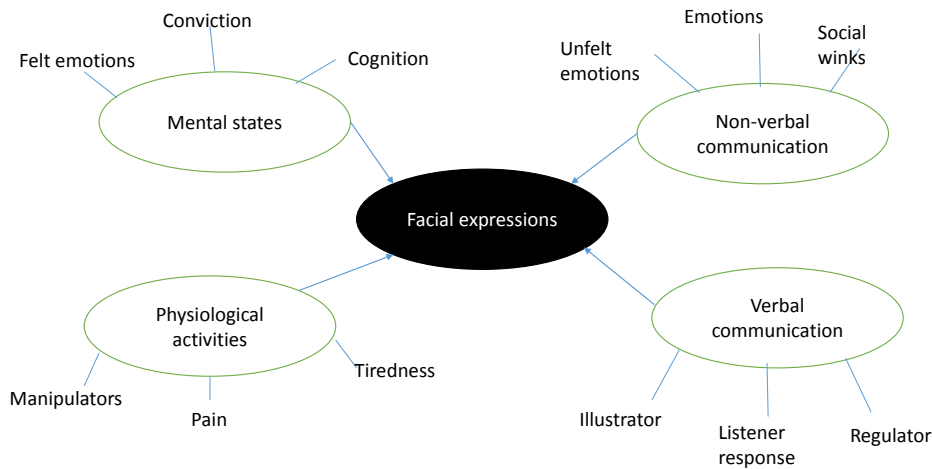 Conviction
Felt emotions
Cognition
Mental states
Emotions
Unfelt
emotions
Social
winks
Non-verbal
communication
Facial expressions
Physiological
activities
Manipulators
Pain
Tiredness
Verbal
communication
Illustrator
Listener
response
Regulator